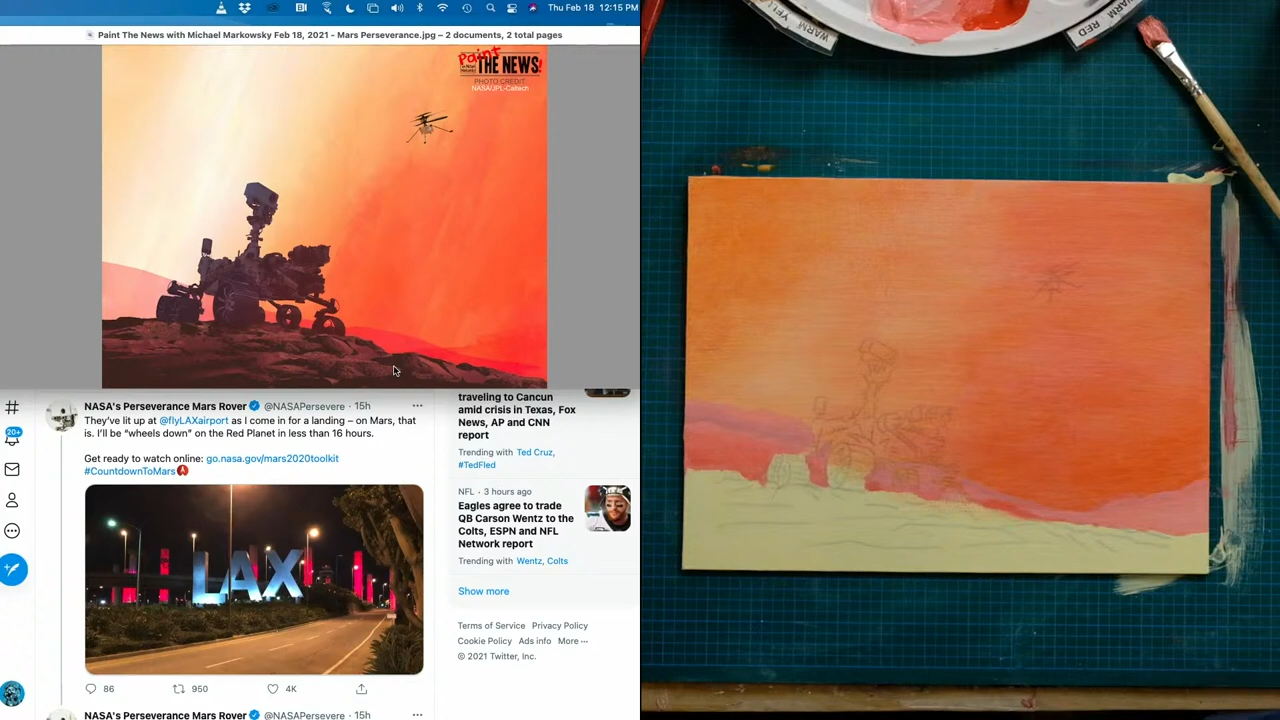 Thu Feb 18 12:15 PM
Paint The News with Michael Markowsky Feb 18, 2021 - Mars Perseverance.jpg – 2 documents, 2 total pages
Paint
THE NEWS!
PHOTO CREDIT
NASA/JPL-Caltech
NASA's Perseverance Mars Rover @NASAPersevere · 15h
They've lit up at @flyLAXairport as I come in for a landing – on Mars, that
is. I'll be “wheels down” on the Red Planet in less than 16 hours.
Get ready to watch online: go.nasa.gov/mars2020toolkit
#CountdownToMars
LAX
86 950 4K
NASA's Perseverance Mars Rover @NASAPersevere · 15h
20+
traveling to Cancun
amid crisis in Texas, Fox
News, AP and CNN
report
Trending with Ted Cruz,
#TedFled
NFL · 3 hours ago
Eagles agree to trade
QB Carson Wentz to the
Colts, ESPN and NFL
Network report
Trending with Wentz, Colts
Show more
Terms of Service Privacy Policy
Cookie Policy Ads info More ···
© 2021 Twitter, Inc.
YELLOW
WARM
RED